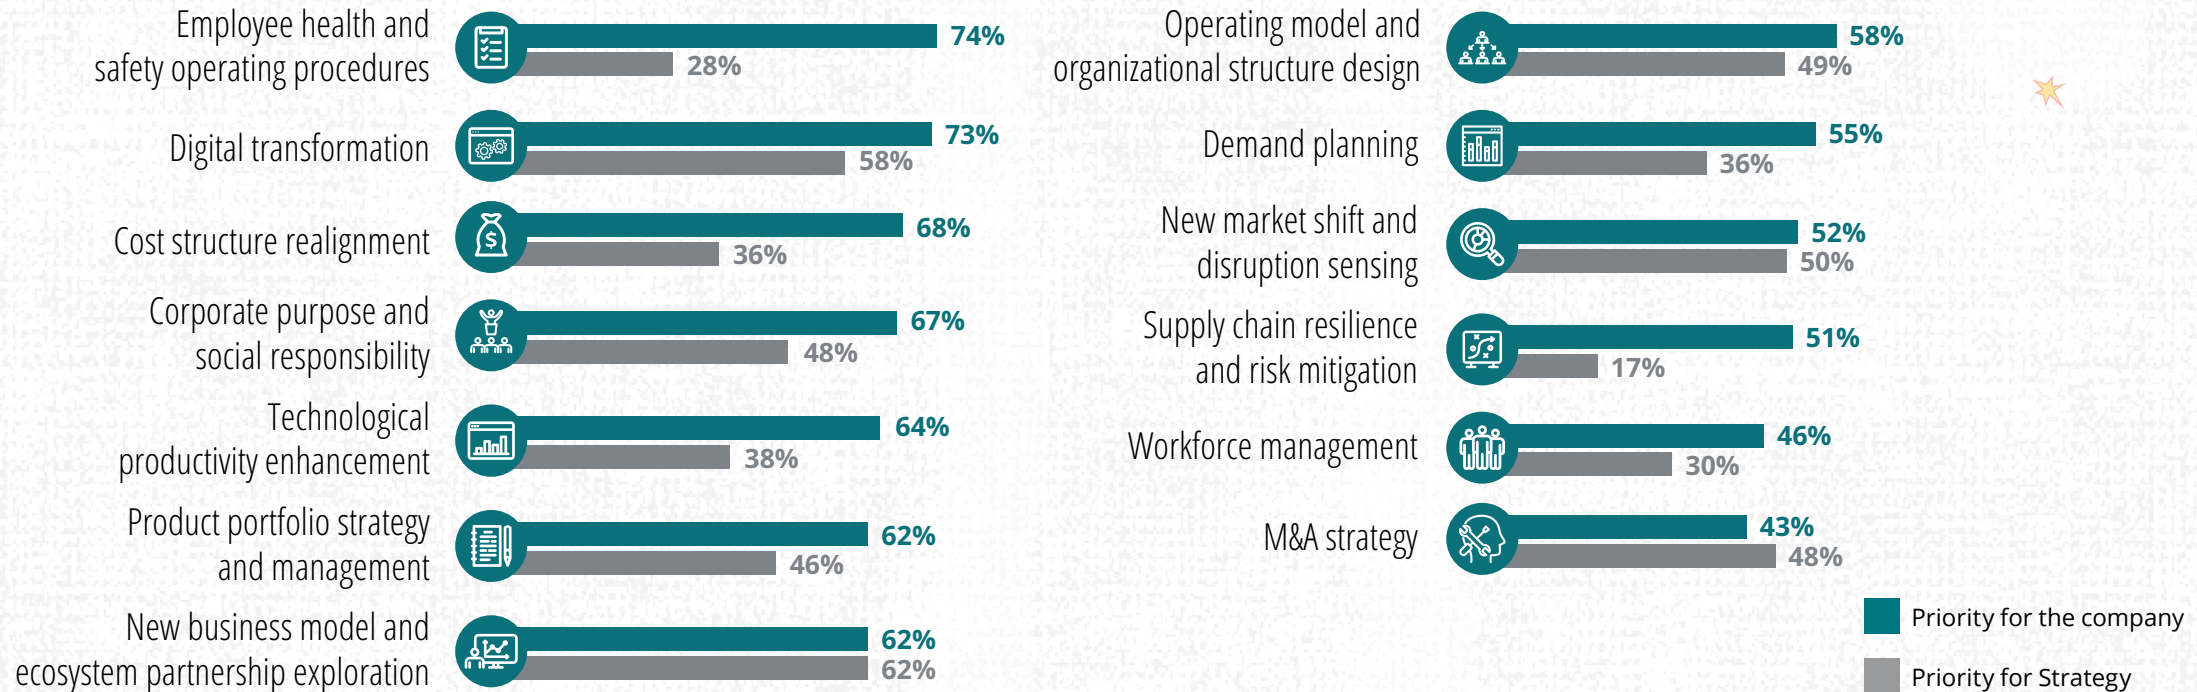 Employee health and
safety operating procedures
74%
28%
Digital transformation
73%
58%
Cost structure realignment
$
68%
36%
Corporate purpose and
social responsibility
67%
48%
Technological
productivity enhancement
64%
38%
Product portfolio strategy
and management
62%
46%
New business model and
ecosystem partnership exploration
62%
62%
Operating model and
organizational structure design
58%
49%
Demand planning
55%
36%
New market shift and
disruption sensing
52%
50%
Supply chain resilience
and risk mitigation
51%
17%
Workforce management
46%
30%
M&A strategy
43%
48%
Priority for the company
Priority for Strategy